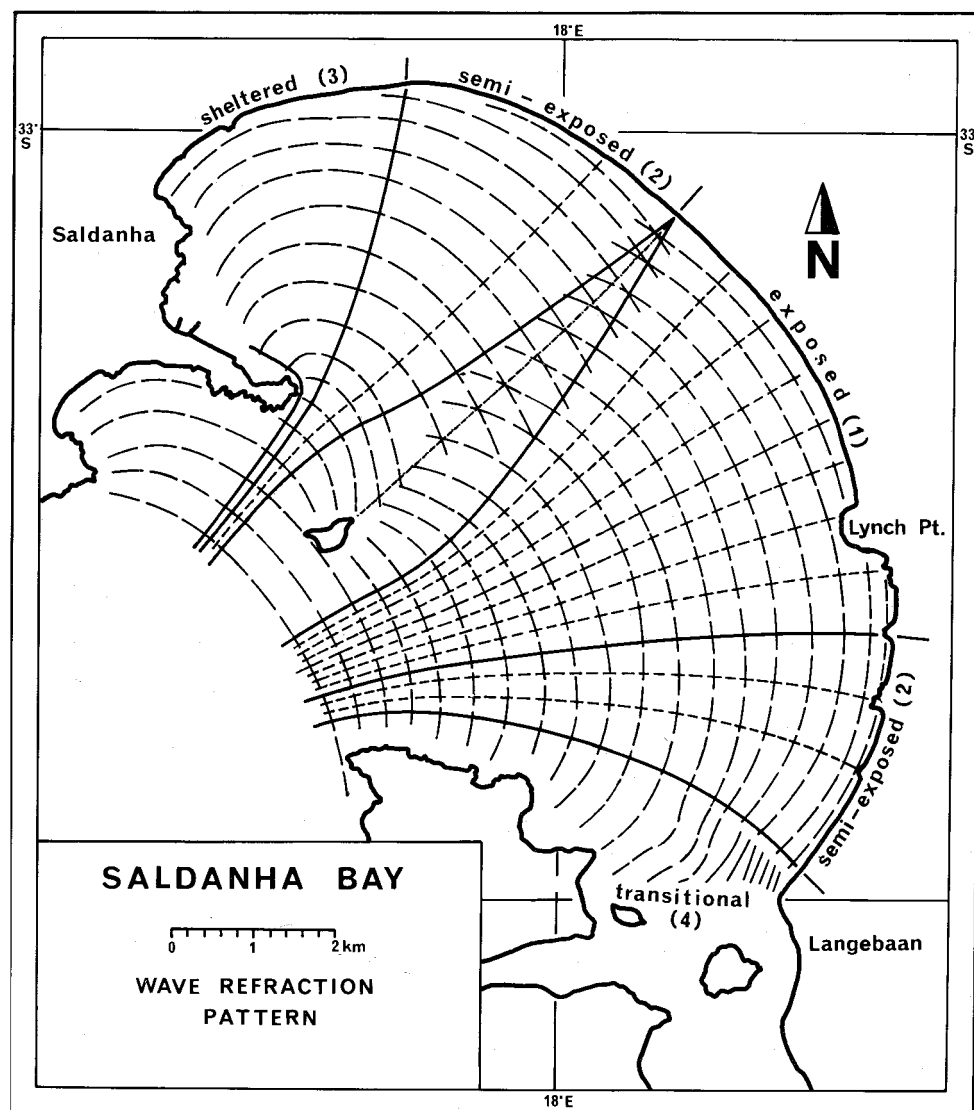 18°E
sheltered (3)
semi-exposed (2)
33°
S
33°
S
Saldanha
N
exposed (1)
Lynch Pt.
semi-exposed (2)
SALDANHA BAY
0 1 2 km
WAVE REFRACTION
PATTERN
transitional
(4)
Langebaan
18°E